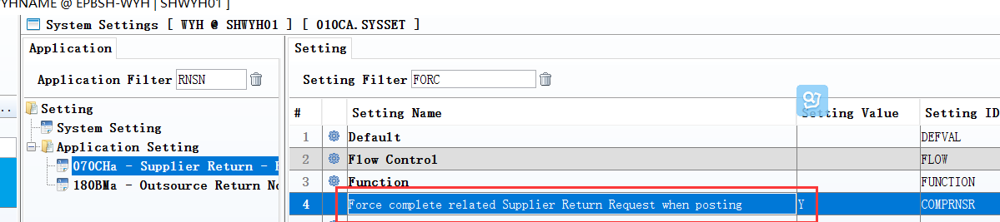 YHNAME @ EPBSH-WYH | SHWYH01 ]
System Settings [ WYH @ SHWYH01 ] [ 010CA.SYSSET ]
Application
Application Filter RNSN
Setting
System Setting
Application Setting
070CHa - Supplier Return -
180BMa - Outsource Return No
Setting
Setting Filter FORC
# Setting Name Setting Value Setting ID
1 Default DEFVAL
2 Flow Control FLOW
3 Function FUNCTION
4 Force complete related Supplier Return Request when posting Y COMPRNSR